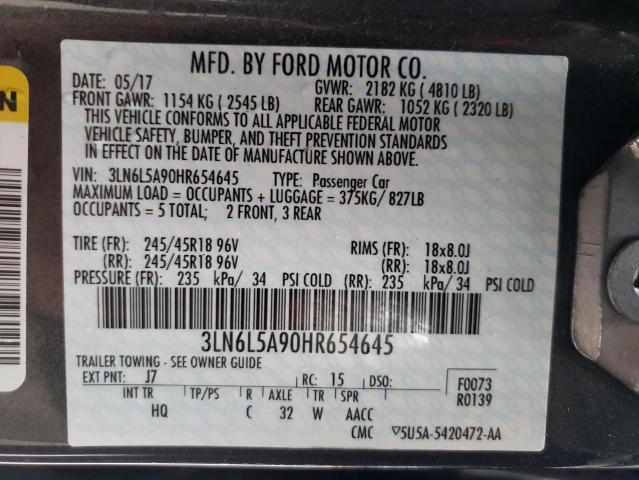 MFD. BY FORD MOTOR CO.
DATE: 05/17 GVWR: 2182 KG ( 4810 LB)
FRONT GAWR: 1154 KG ( 2545 LB) REAR GAWR: 1052 KG ( 2320 LB)
THIS VEHICLE CONFORMS TO ALL APPLICABLE FEDERAL MOTOR
VEHICLE SAFETY, BUMPER, AND THEFT PREVENTION STANDARDS
IN EFFECT ON THE DATE OF MANUFACTURE SHOWN ABOVE.
VIN: 3LN6L5A90HR654645 TYPE: Passenger Car
MAXIMUM LOAD = OCCUPANTS + LUGGAGE = 375KG/ 827LB
OCCUPANTS = 5 TOTAL; 2 FRONT, 3 REAR
TIRE (FR): 245/45R18 96V RIMS (FR): 18x8.0J
(RR): 245/45R18 96V (RR): 18x8.0J
PRESSURE (FR): 235 kPa/ 34 PSI COLD (RR): 235 kPa/ 34 PSI COLD
3LN6L5A90HR654645
TRAILER TOWING - SEE OWNER GUIDE
EXT PNT: J7 RC: 15 DSO: F0073
INT TR TP/PS R AXLE TR SPR R0139
HQ C 32 W AACC
CMC ▽5U5A-5420472-AA
N